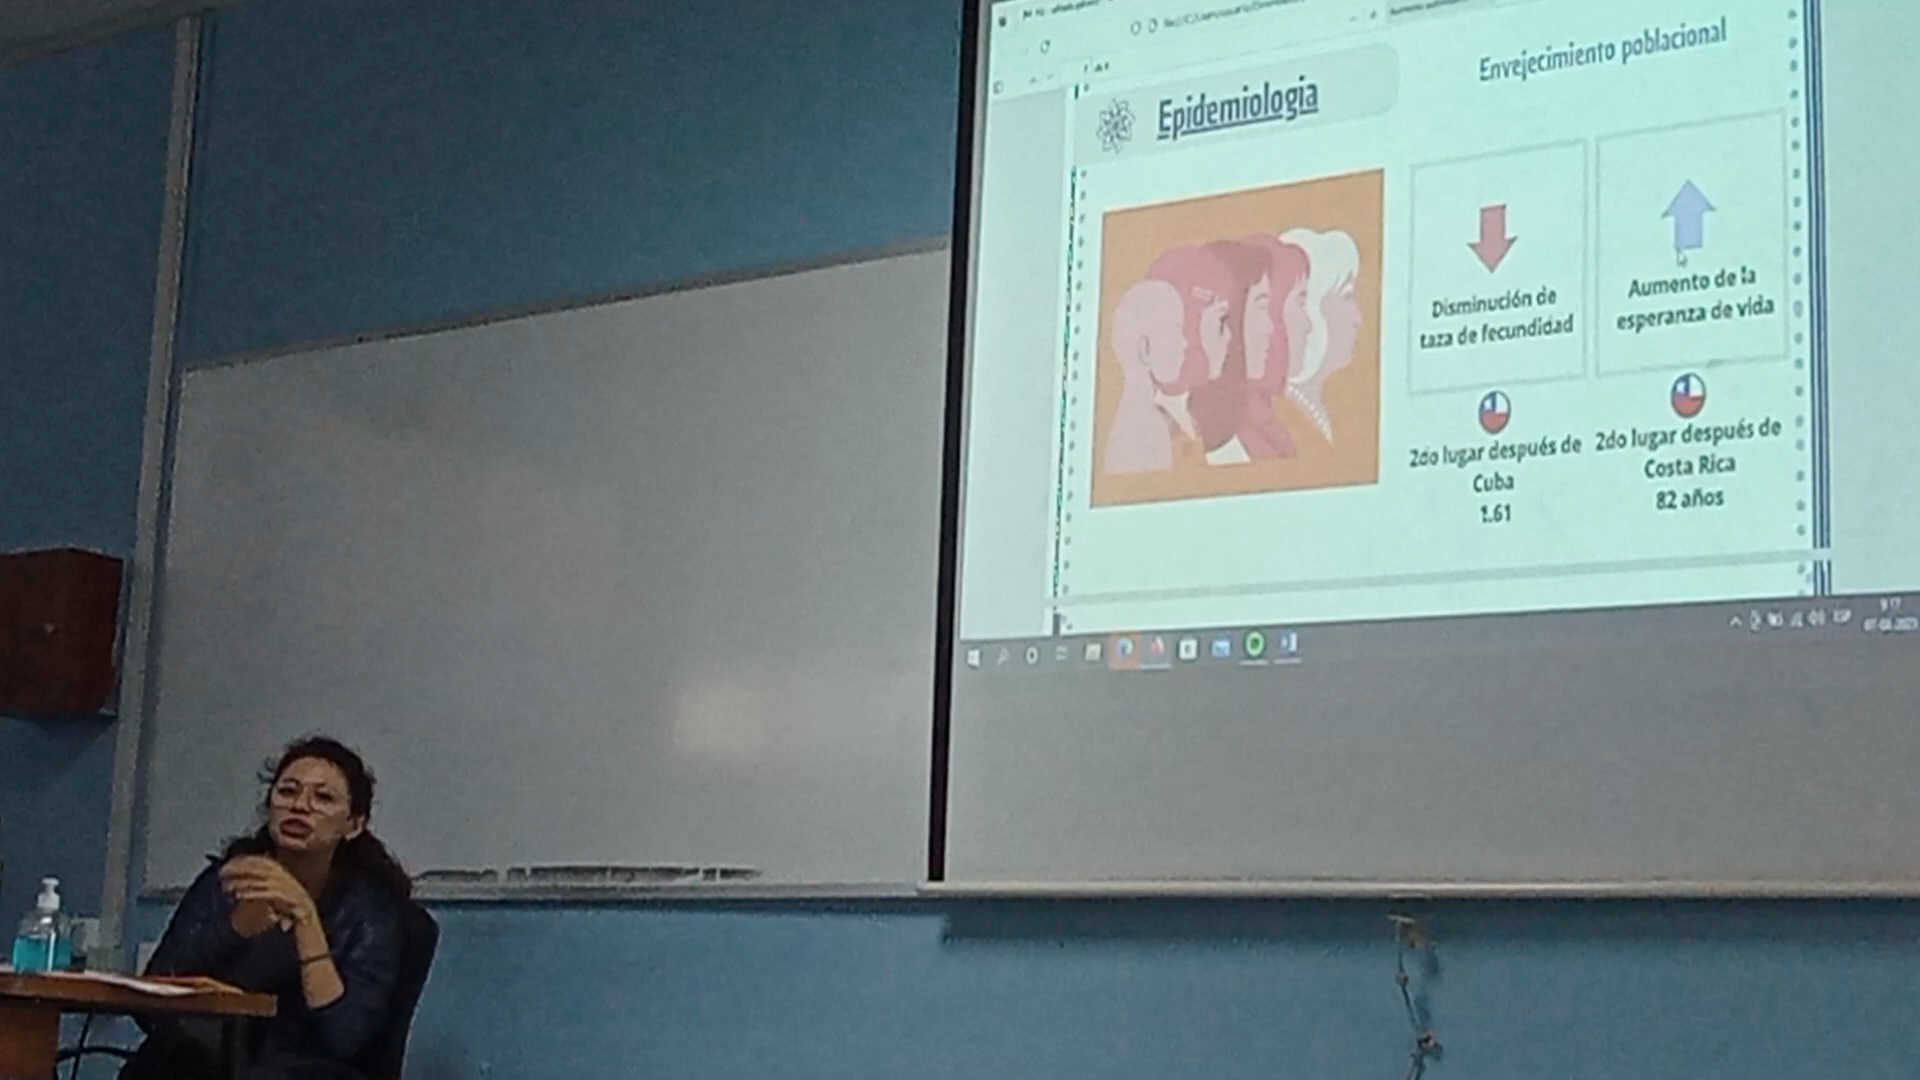 Epidemiologia
Envejecimiento poblacional
Disminución de
taza de fecundidad
Aumento de la
esperanza de vida
2do lugar después de
Cuba
1.61
2do lugar después de
Costa Rica
82 años